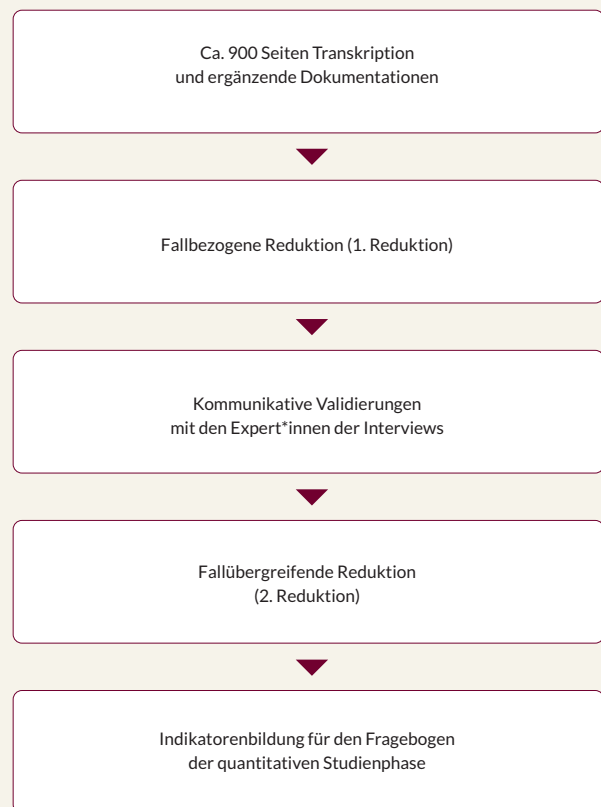 Ca. 900 Seiten Transkription
und ergänzende Dokumentationen
Fallbezogene Reduktion (1. Reduktion)
Kommunikative Validierungen
mit den Expert*innen der Interviews
Fallübergreifende Reduktion
(2. Reduktion)
Indikatorenbildung für den Fragebogen
der quantitativen Studienphase